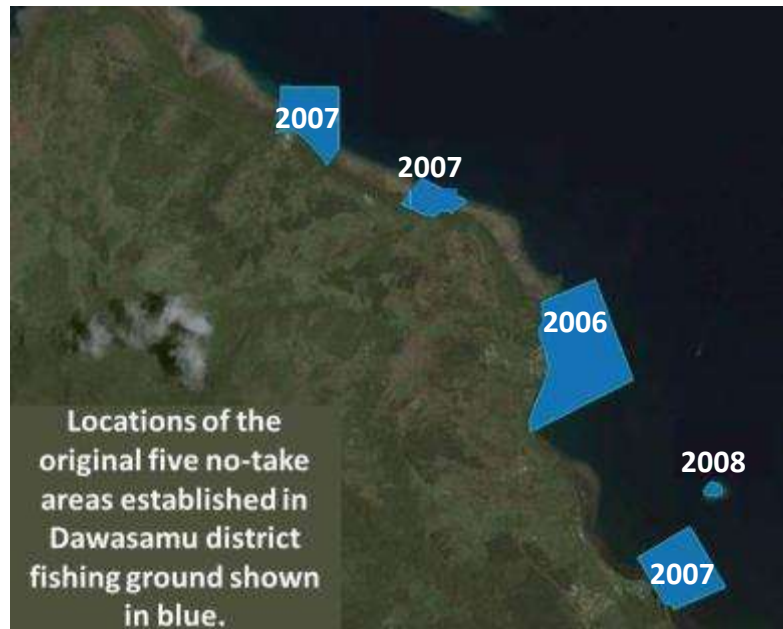 2007
2007
2006
2008
2007
Locations of the
original five no-take
areas established in
Dawasamu district
fishing ground shown
in blue.